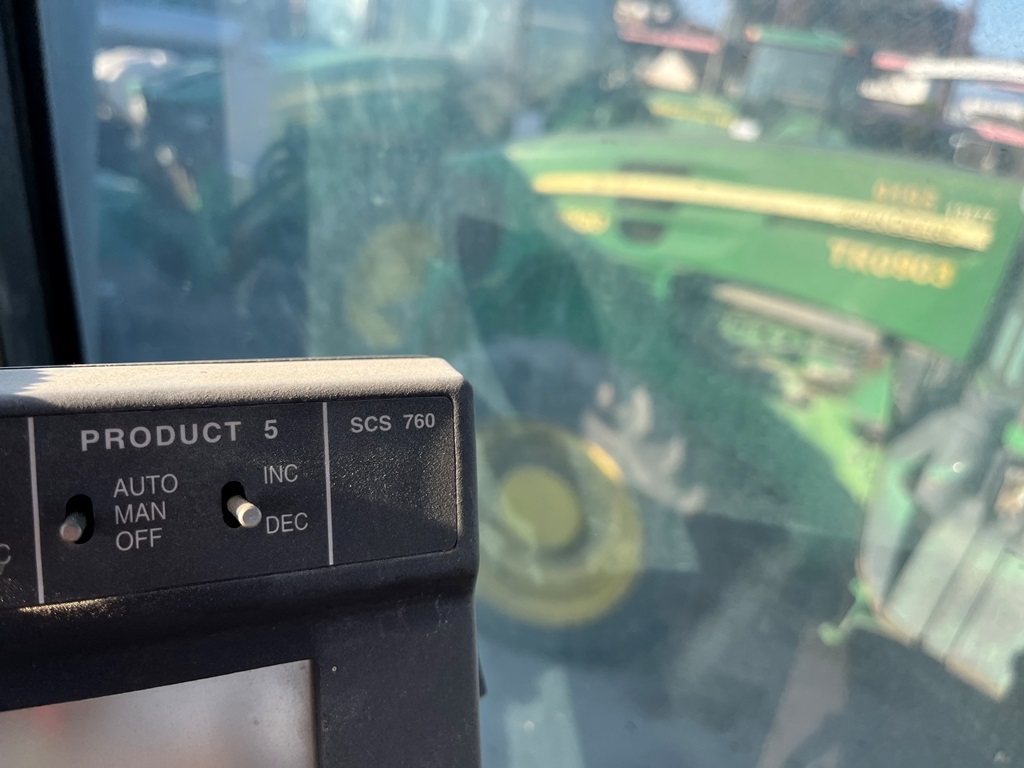 PRODUCT 5
SCS 760
AUTO
MAN
OFF
INC
DEC
C
TR0903